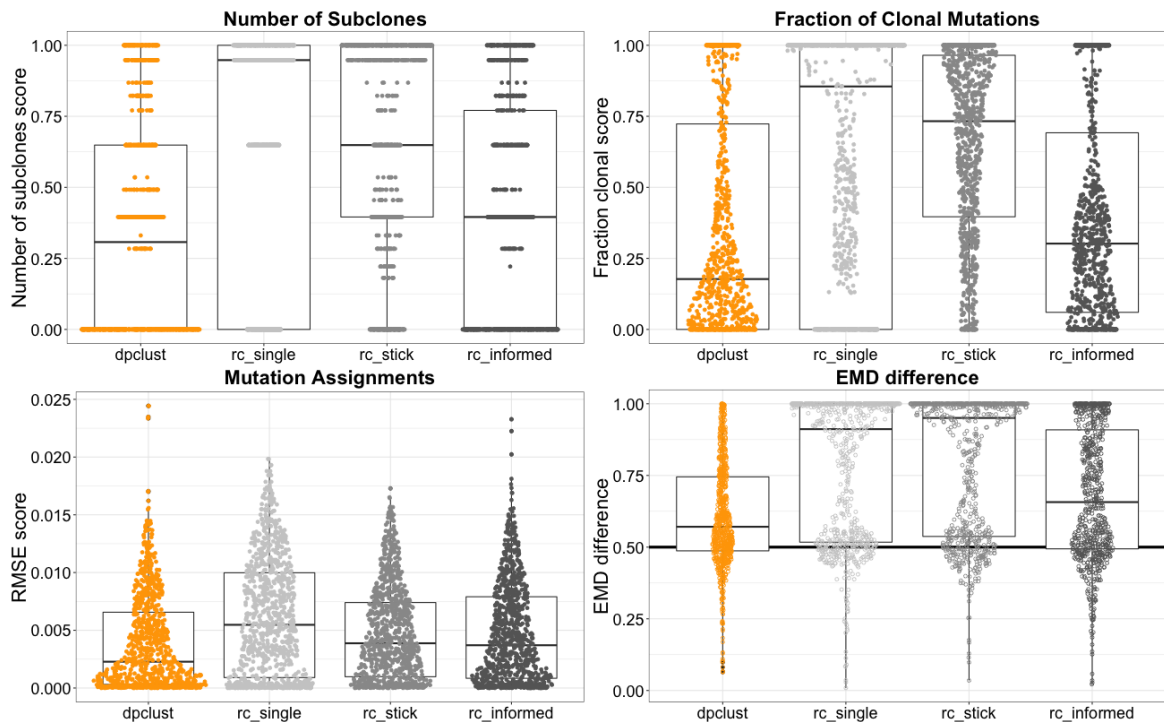 Number of Subclones
Number of subclones score
1.00
0.75
0.50
0.25
0.00
dpclust rc_single rc_stick rc_informed
Fraction of Clonal Mutations
Fraction clonal score
1.00
0.75
0.50
0.25
0.00
dpclust rc_single rc_stick rc_informed
Mutation Assignments
RMSE score
0.025
0.020
0.015
0.010
0.005
0.000
dpclust rc_single rc_stick rc_informed
EMD difference
EMD difference
1.00
0.75
0.50
0.25
0.00
dpclust rc_single rc_stick rc_informed